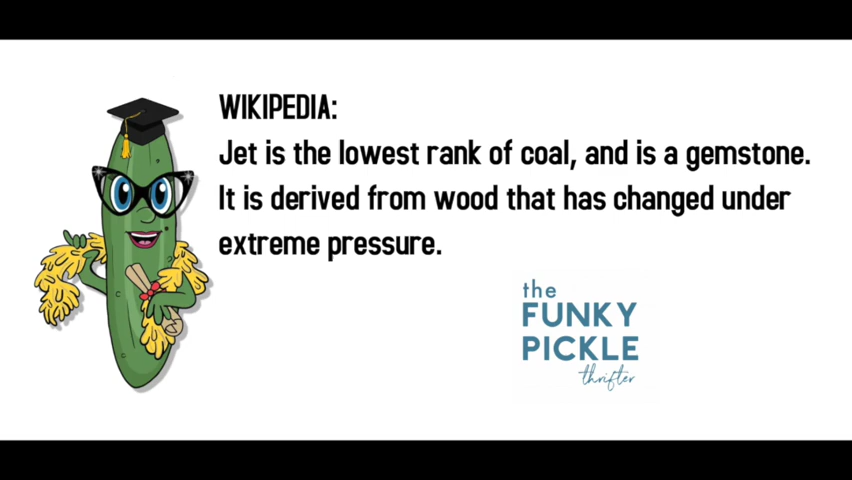 WIKIPEDIA:
Jet is the lowest rank of coal, and is a gemstone.
It is derived from wood that has changed under
extreme pressure.
the
FUNKY
PICKLE
thrifter